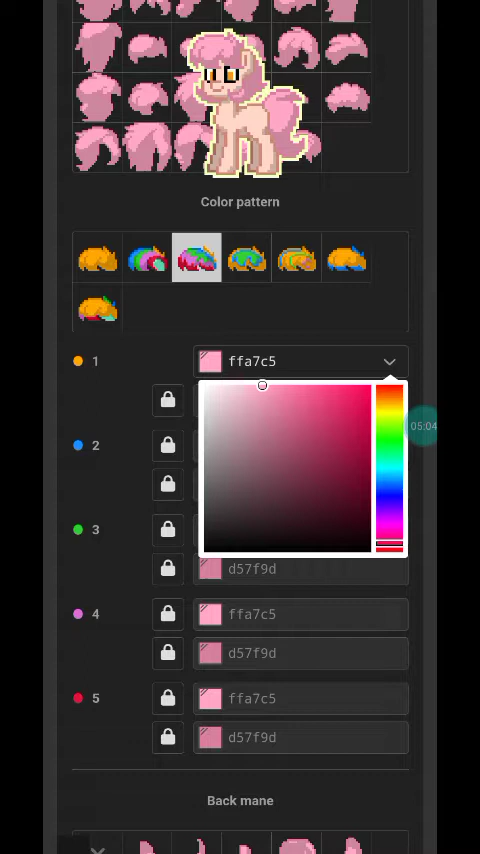 Color pattern
1 ffa7c5
05:04
2
3
d57f9d
4 ffa7c5
d57f9d
5 ffa7c5
d57f9d
Back mane